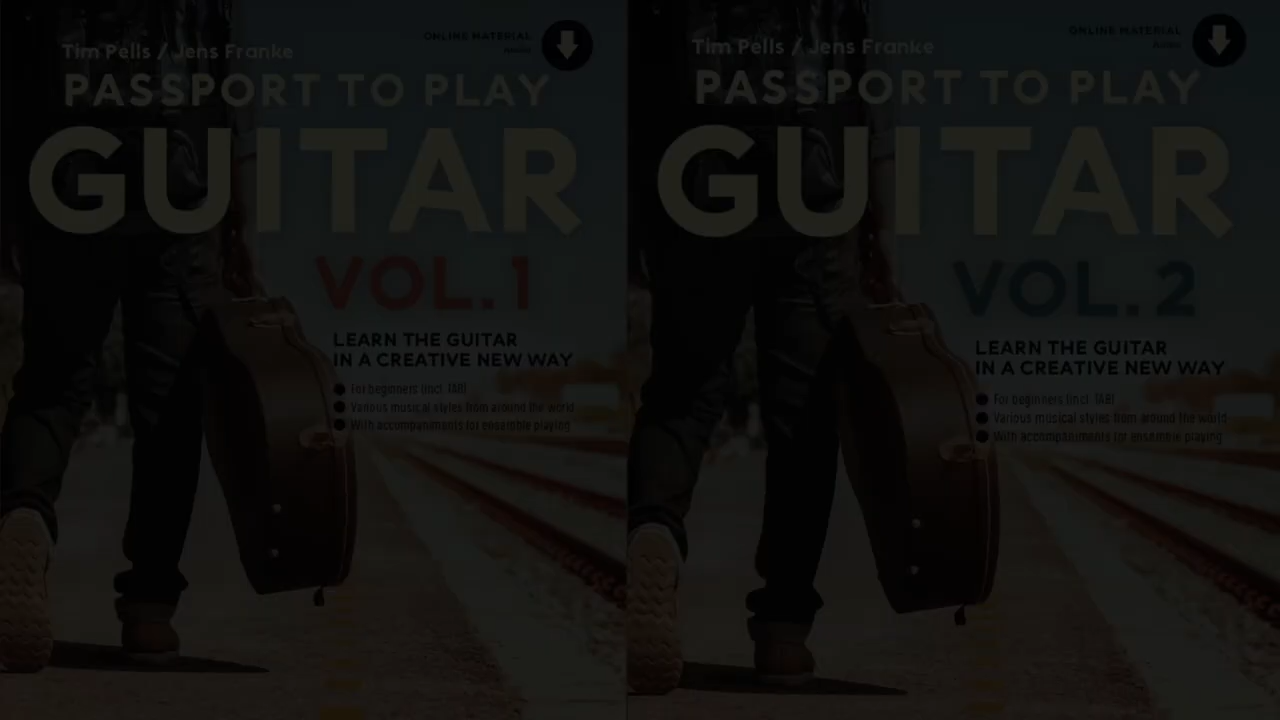 ONLINE MATERIAL
Audio
Tim Pells / Jens Franke
PASSPORT TO PLAY
GUITAR
VOL. 1
LEARN THE GUITAR
IN A CREATIVE NEW WAY
For beginners (incl. TAB)
Various musical styles from around the world
With accompaniments for ensemble playing
ONLINE MATERIAL
Audio
Tim Pells / Jens Franke
PASSPORT TO PLAY
GUITAR
VOL. 2
LEARN THE GUITAR
IN A CREATIVE NEW WAY
For beginners (incl. TAB)
Various musical styles from around the world
With accompaniments for ensemble playing